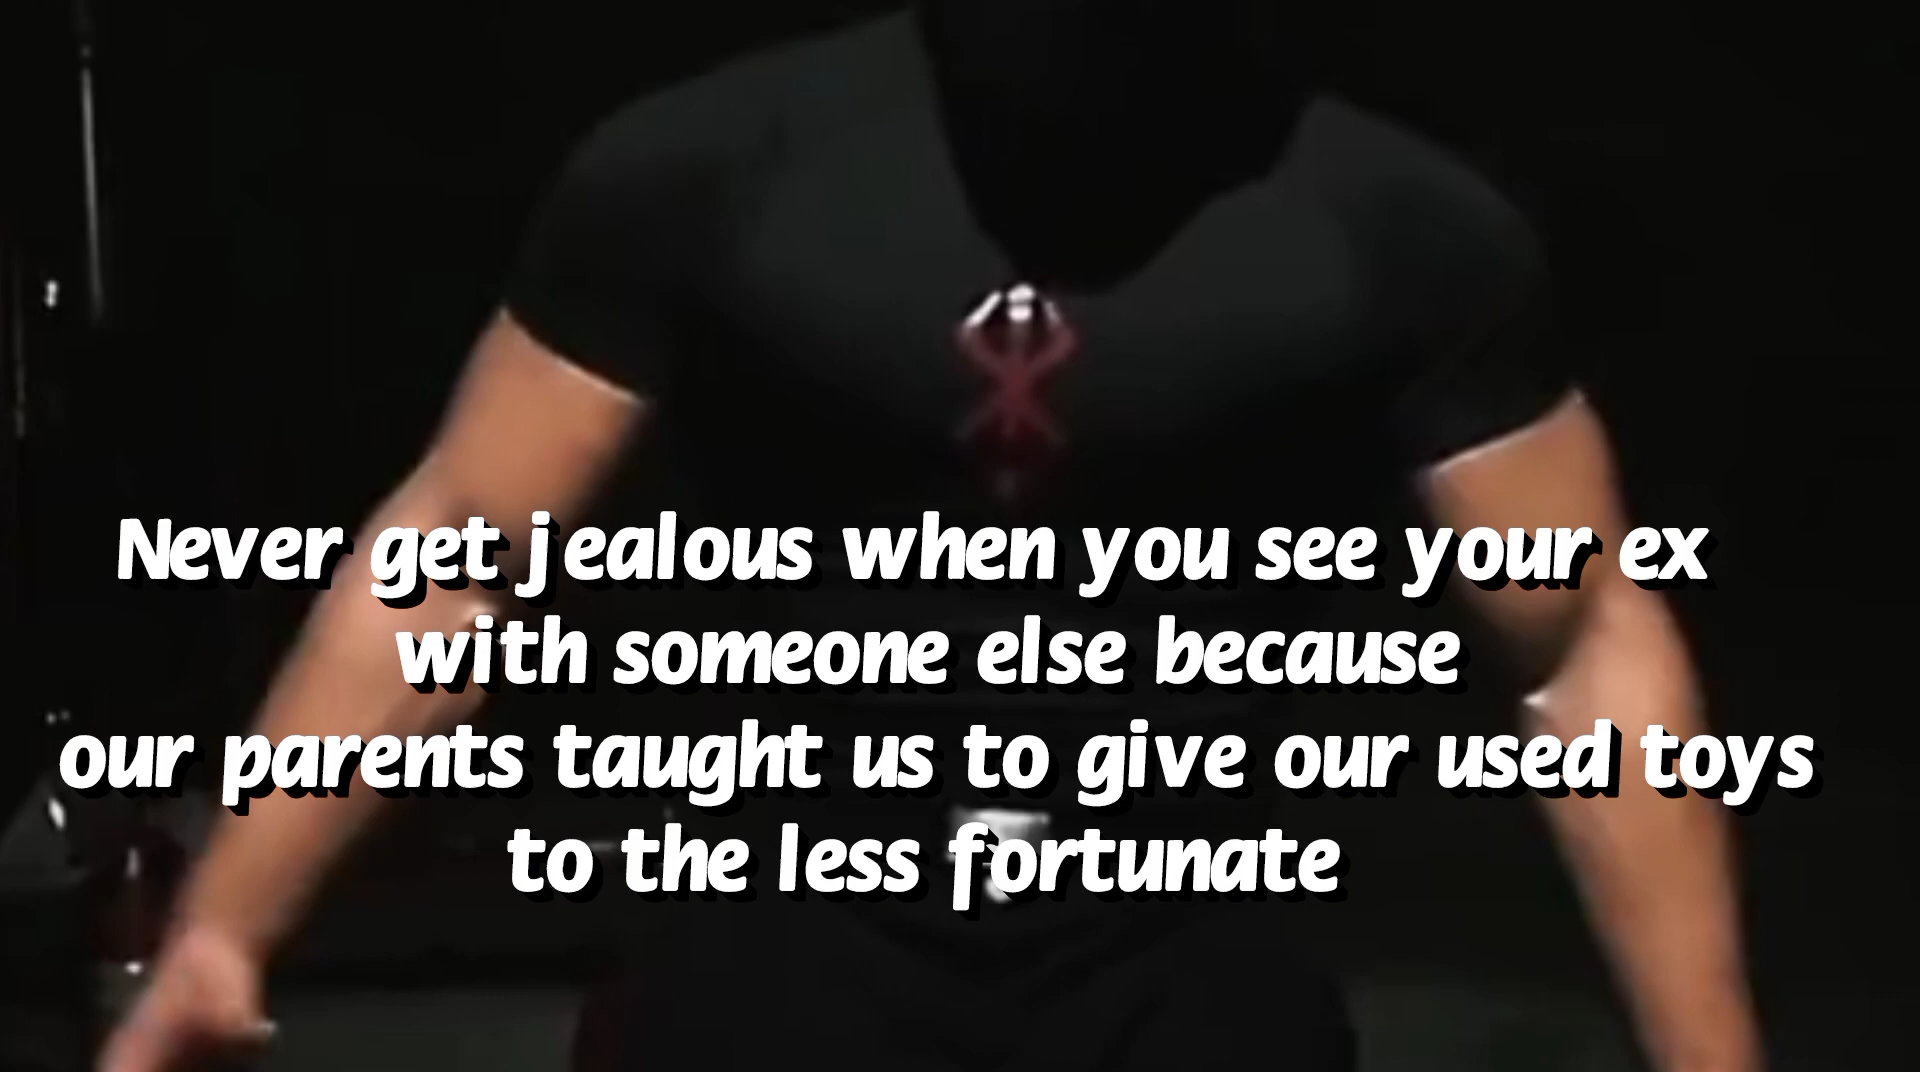 Never get jealous when you see your ex
with someone else because
our parents taught us to give our used toys
to the less fortunate